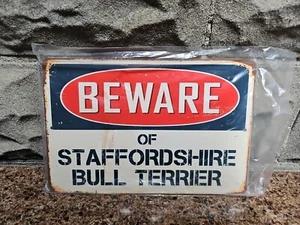 BEWARE
OF
STAFFORDSHIRE
BULL TERRIER